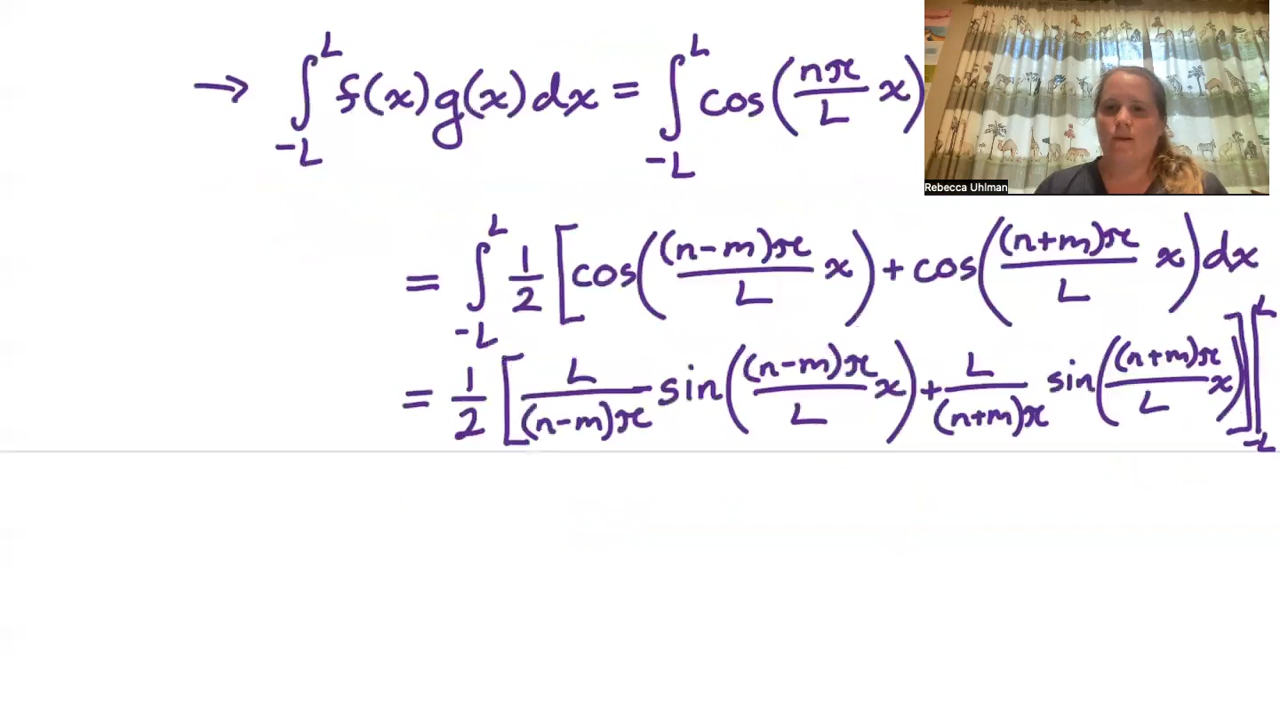 → ∫_{-L}^{L} f(x)g(x)dx = ∫_{-L}^{L} cos(nπ/L x)
Rebecca Uhlman
= ∫_{-L}^{L} 1/2 [cos((n-m)π/L x) + cos((n+m)π/L x) dx
= 1/2 [L/((n-m)π) sin((n-m)π/L x) + L/((n+m)π) sin((n+m)π/L x)]|_{-L}^{L}